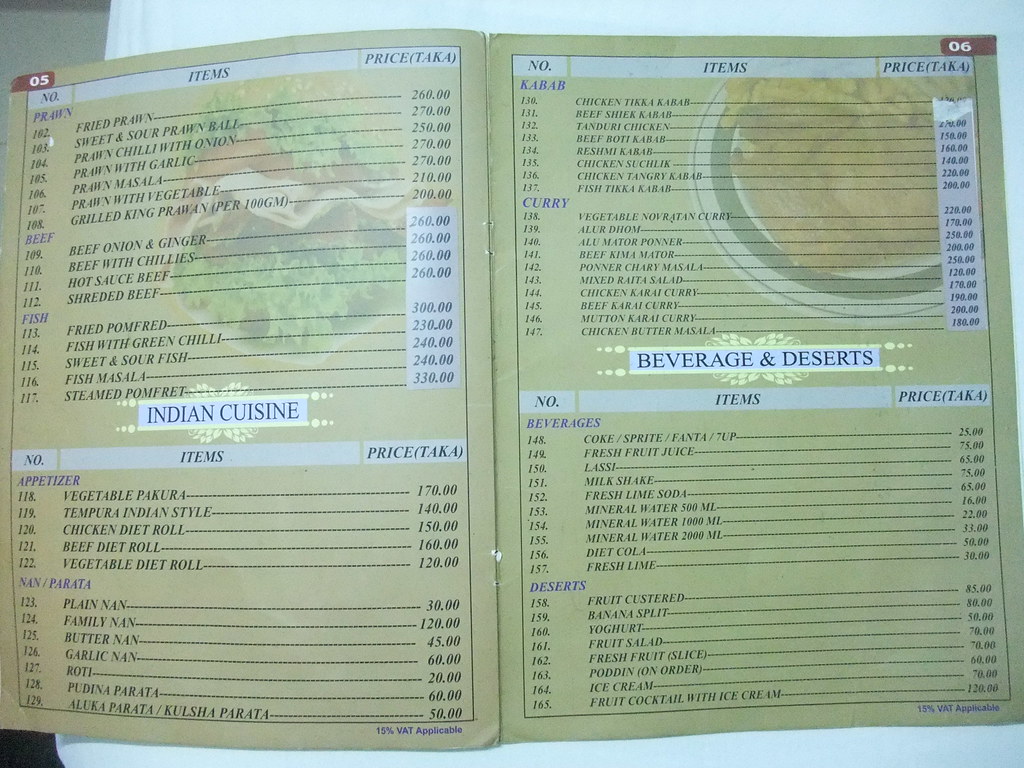 05
NO. ITEMS PRICE(TAKA)
PRAWN
102. FRIED PRAWN 260.00
103. SWEET & SOUR PRAWN BALL 270.00
104. PRAWN CHILLI WITH ONION 250.00
105. PRAWN WITH GARLIC 270.00
106. PRAWN MASALA 270.00
107. PRAWN WITH VEGETABLE 210.00
108. GRILLED KING PRAWAN (PER 100GM) 200.00
BEEF
109. BEEF ONION & GINGER 260.00
110. BEEF WITH CHILLIES 260.00
111. HOT SAUCE BEEF 260.00
112. SHREDED BEEF 260.00
FISH
113. FRIED POMFRED 300.00
114. FISH WITH GREEN CHILLI 230.00
115. SWEET & SOUR FISH 240.00
116. FISH MASALA 240.00
117. STEAMED POMFRET 330.00
INDIAN CUISINE
NO. ITEMS PRICE(TAKA)
APPETIZER
118. VEGETABLE PAKURA 170.00
119. TEMPURA INDIAN STYLE 140.00
120. CHICKEN DIET ROLL 150.00
121. BEEF DIET ROLL 160.00
122. VEGETABLE DIET ROLL 120.00
NAN / PARATA
123. PLAIN NAN 30.00
124. FAMILY NAN 120.00
125. BUTTER NAN 45.00
126. GARLIC NAN 60.00
127. ROTI 20.00
128. PUDINA PARATA 60.00
129. ALUKA PARATA / KULSHA PARATA 50.00
15% VAT Applicable
06
NO. ITEMS PRICE(TAKA)
KABAB
130. CHICKEN TIKKA KABAB
131. BEEF SHIEK KABAB
132. TANDURI CHICKEN 270.00
133. BEEF BOTI KABAB 150.00
134. RESHMI KABAB 160.00
135. CHICKEN SUCHLIK 140.00
136. CHICKEN TANGRY KABAB 220.00
137. FISH TIKKA KABAB 200.00
CURRY
138. VEGETABLE NOVRATAN CURRY 220.00
139. ALUR DHOM 170.00
140. ALU MATOR PONNER 250.00
141. BEEF KIMA MATOR 200.00
142. PONNER CHARY MASALA 250.00
143. MIXED RAITA SALAD 120.00
144. CHICKEN KARAI CURRY 170.00
145. BEEF KARAI CURRY 190.00
146. MUTTON KARAI CURRY 200.00
147. CHICKEN BUTTER MASALA 180.00
BEVERAGE & DESERTS
NO. ITEMS PRICE(TAKA)
BEVERAGES
148. COKE / SPRITE / FANTA / 7UP 25.00
149. FRESH FRUIT JUICE 75.00
150. LASSI 65.00
151. MILK SHAKE 75.00
152. FRESH LIME SODA 65.00
153. MINERAL WATER 500 ML 16.00
154. MINERAL WATER 1000 ML 22.00
155. MINERAL WATER 2000 ML 33.00
156. DIET COLA 50.00
157. FRESH LIME 30.00
DESERTS
158. FRUIT CUSTERED 85.00
159. BANANA SPLIT 80.00
160. YOGHURT 50.00
161. FRUIT SALAD 70.00
162. FRESH FRUIT (SLICE) 70.00
163. PODDIN (ON ORDER) 60.00
164. ICE CREAM 70.00
165. FRUIT COCKTAIL WITH ICE CREAM 120.00
15% VAT Applicable